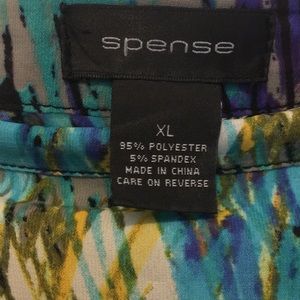 spense
XL
95% POLYESTER
5% SPANDEX
MADE IN CHINA
CARE ON REVERSE